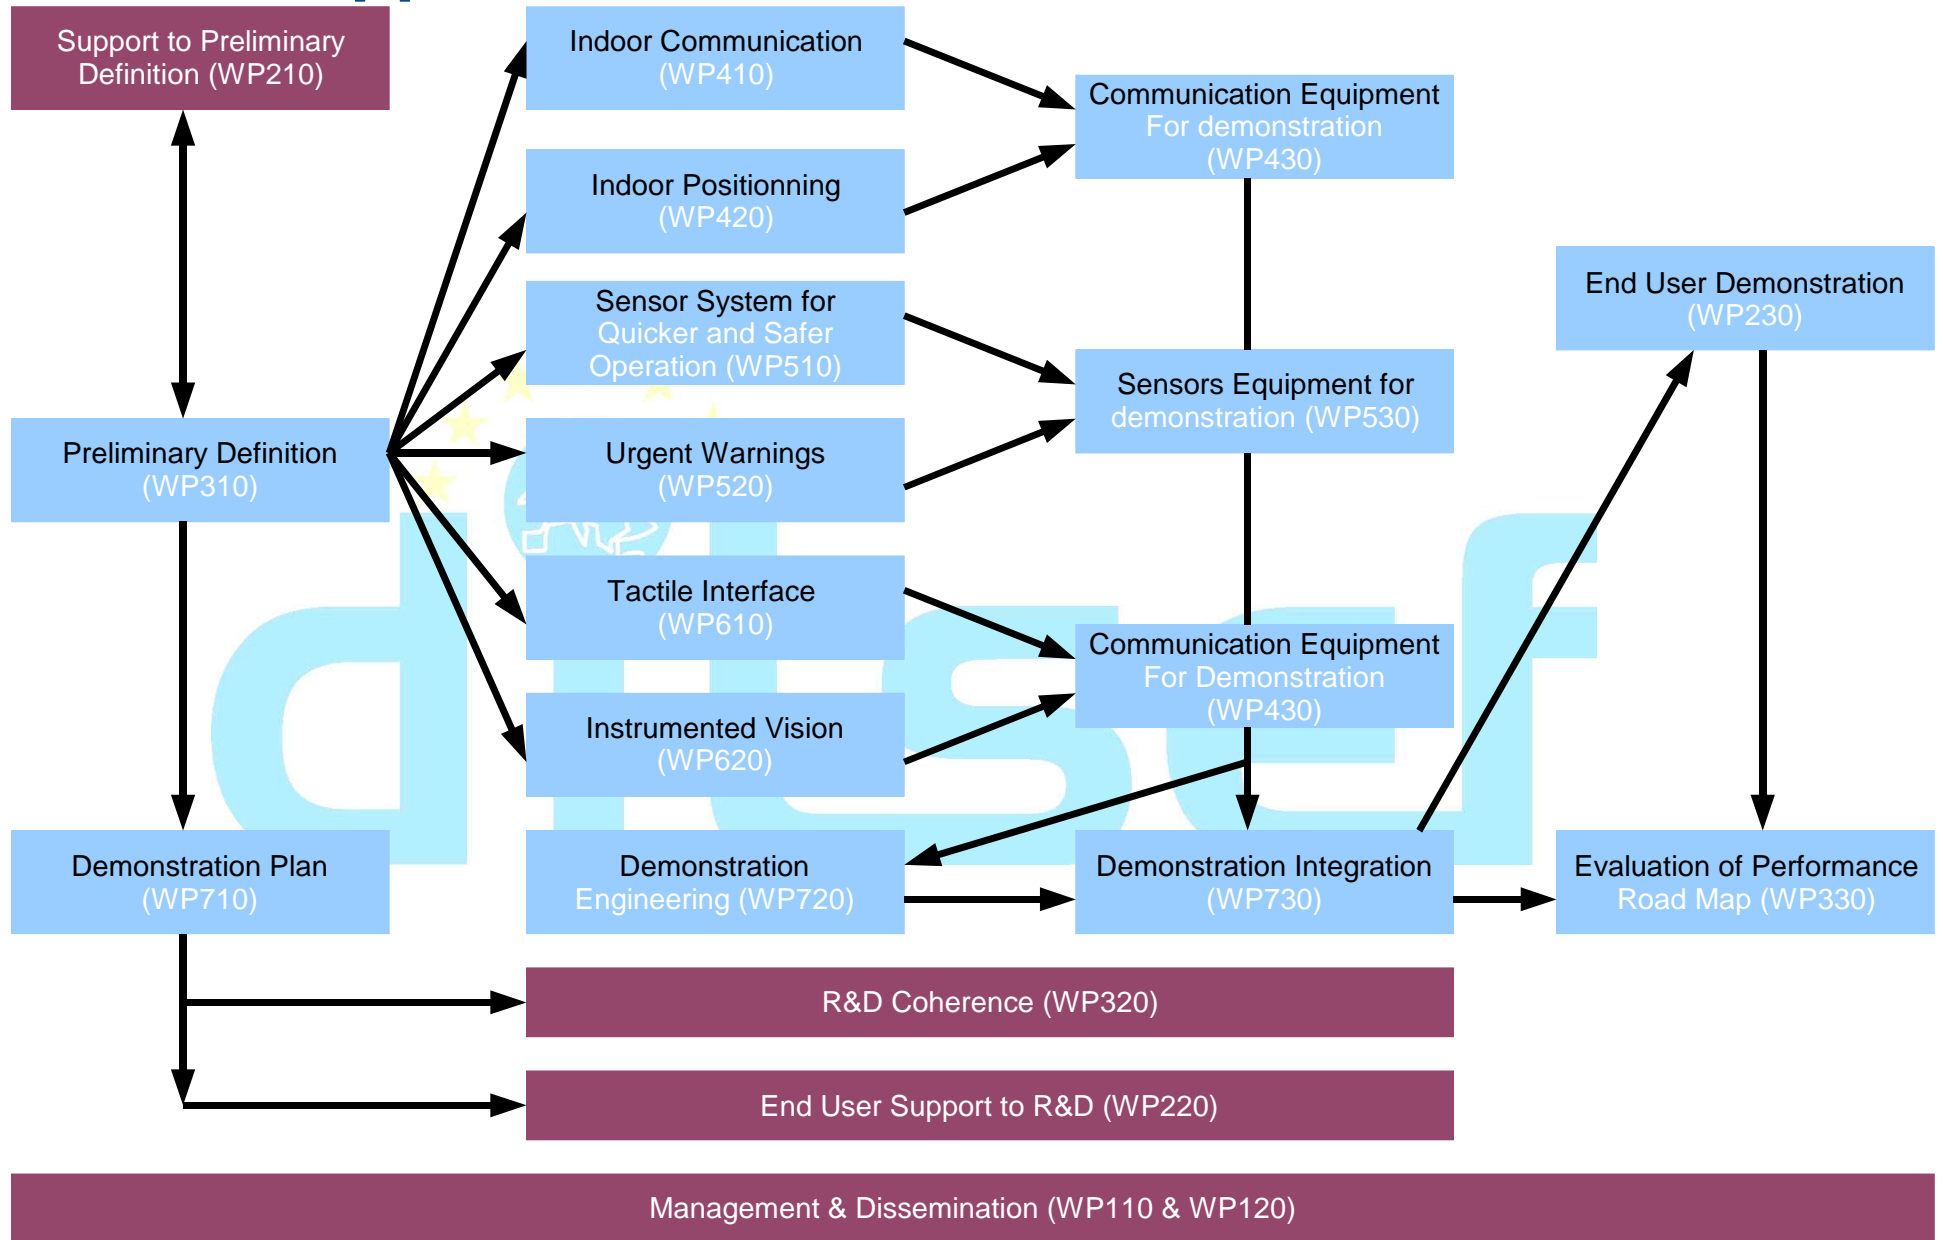 Support to Preliminary
Definition (WP210)
Indoor Communication
(WP410)
Communication Equipment
For demonstration
(WP430)
Indoor Positionning
(WP420)
End User Demonstration
(WP230)
Sensor System for
Quicker and Safer
Operation (WP510)
Sensors Equipment for
demonstration (WP530)
Preliminary Definition
(WP310)
Urgent Warnings
(WP520)
Tactile Interface
(WP610)
Communication Equipment
For Demonstration
(WP430)
Instrumented Vision
(WP620)
Demonstration Plan
(WP710)
Demonstration
Engineering (WP720)
Demonstration Integration
(WP730)
Evaluation of Performance
Road Map (WP330)
R&D Coherence (WP320)
End User Support to R&D (WP220)
Management & Dissemination (WP110 & WP120)